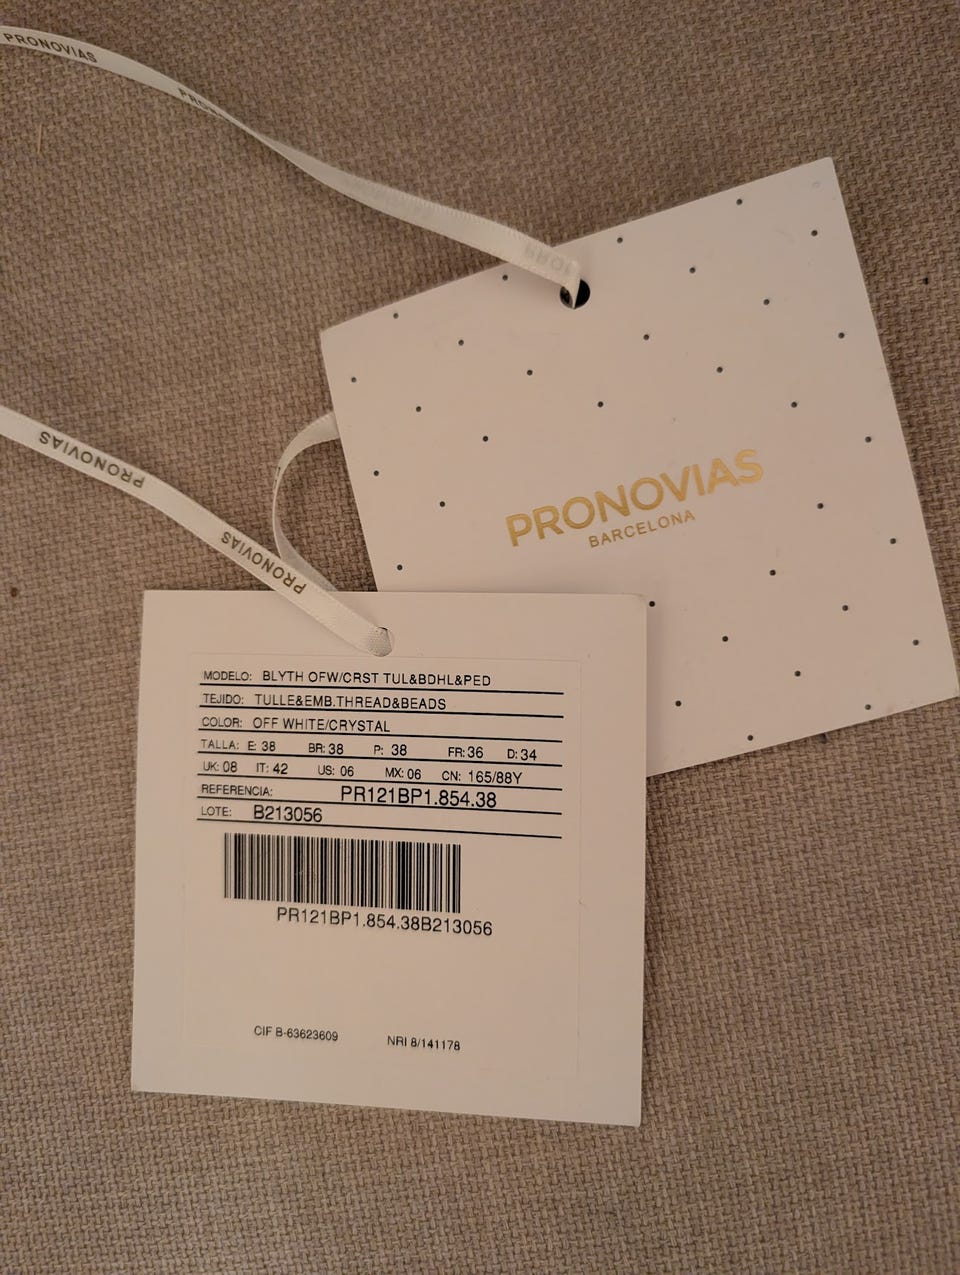 PRONOVIAS
PRONOVIAS
BARCELONA
PRONOVIAS
PRONOVIAS
PRONOVIAS
MODELO: BLYTH OFW/CRST TUL&BDHL&PED
TEJIDO: TULLE&EMB.THREAD&BEADS
COLOR: OFF WHITE/CRYSTAL
TALLA: E: 38 BR: 38 P: 38 FR: 36 D: 34
UK: 08 IT: 42 US: 06 MX: 06 CN: 165/88Y
REFERENCIA: PR121BP1.854.38
LOTE: B213056
PR121BP1.854.38B213056
CIF B-63623609 NRI 8/141178